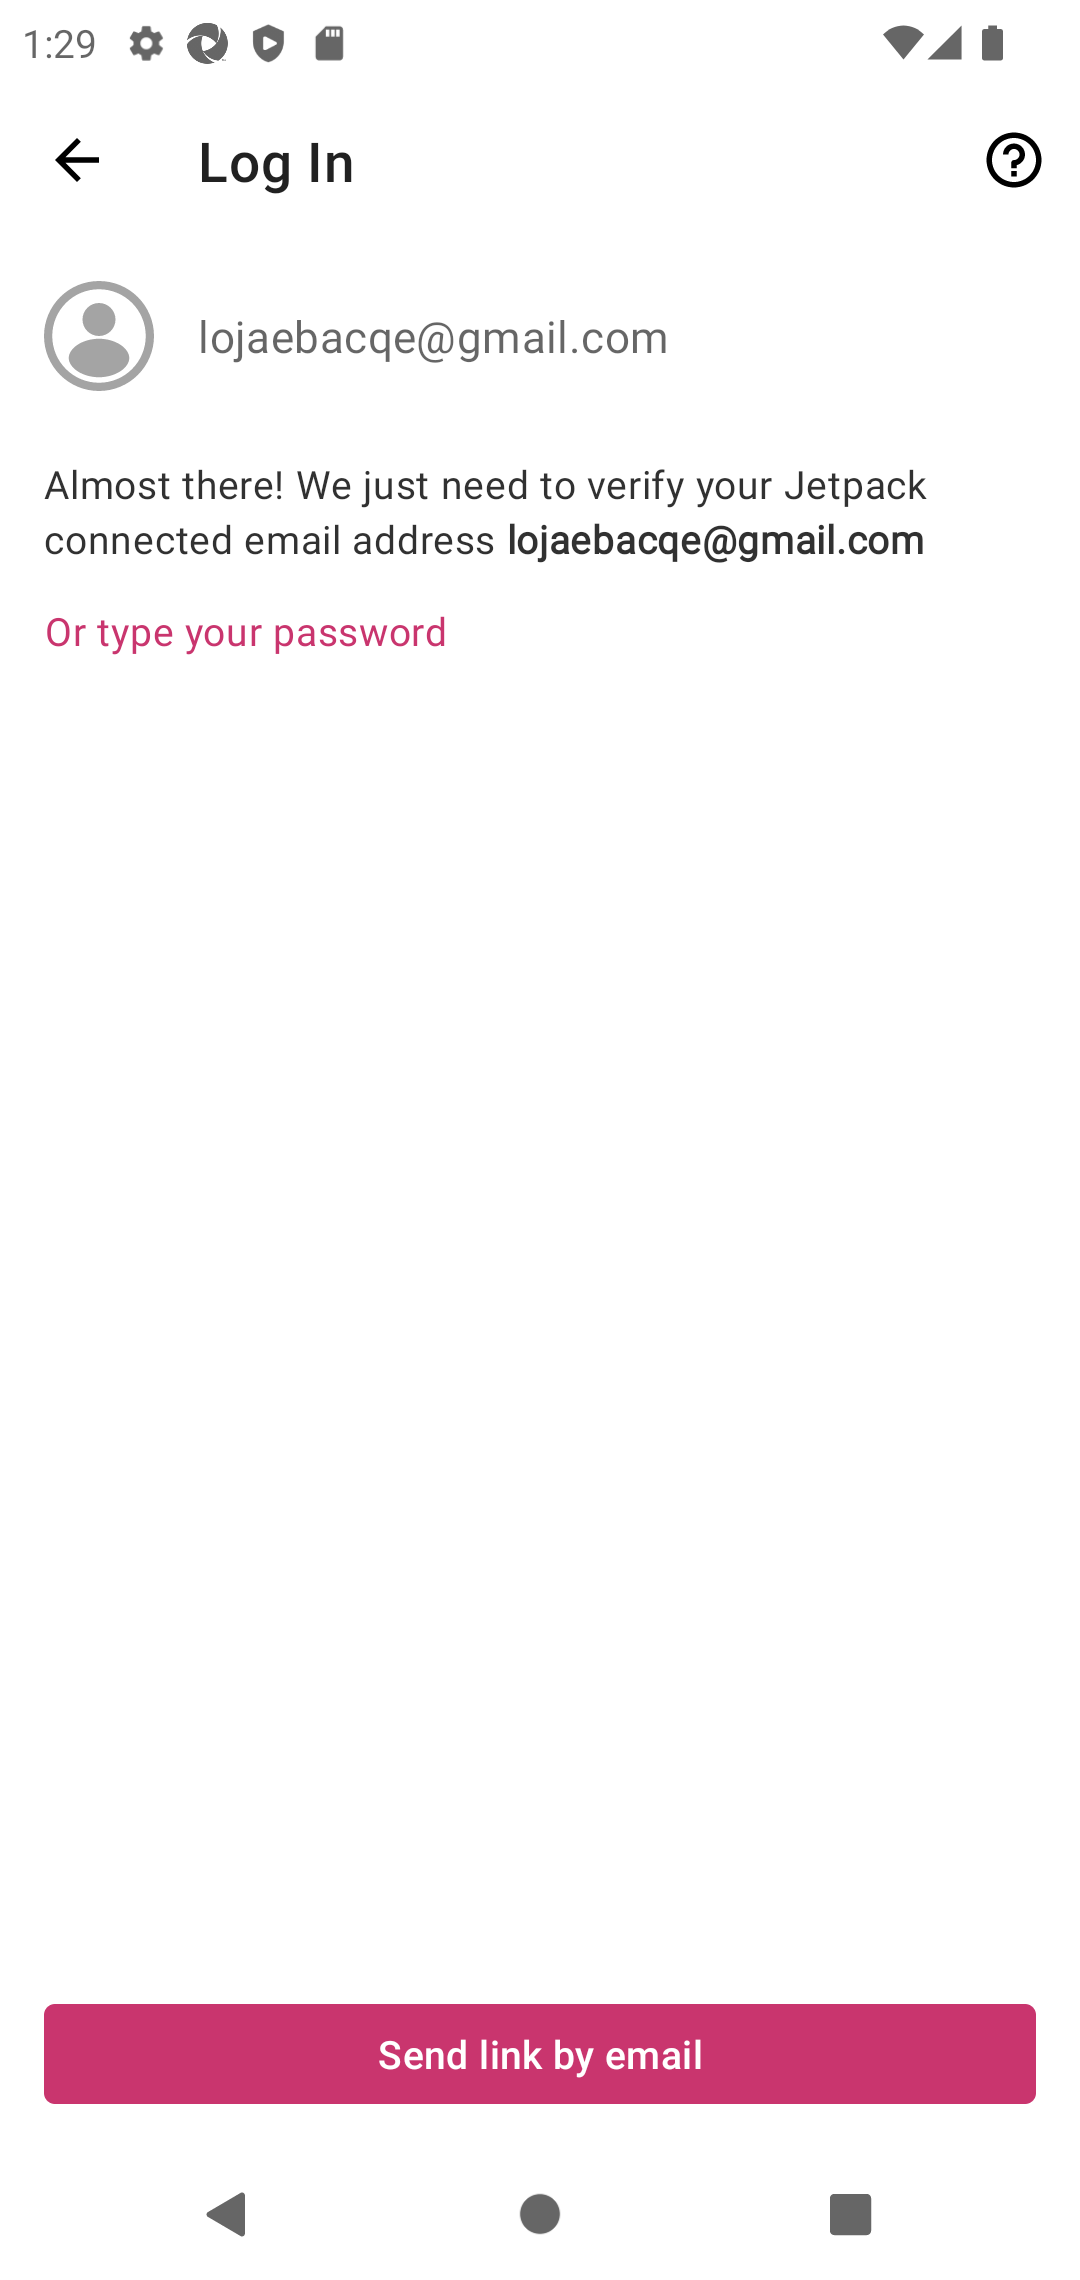 1:29
Log In
lojaebacqe@gmail.com
Almost there! We just need to verify your Jetpack
connected email address lojaebacqe@gmail.com
Or type your password
Send link by email